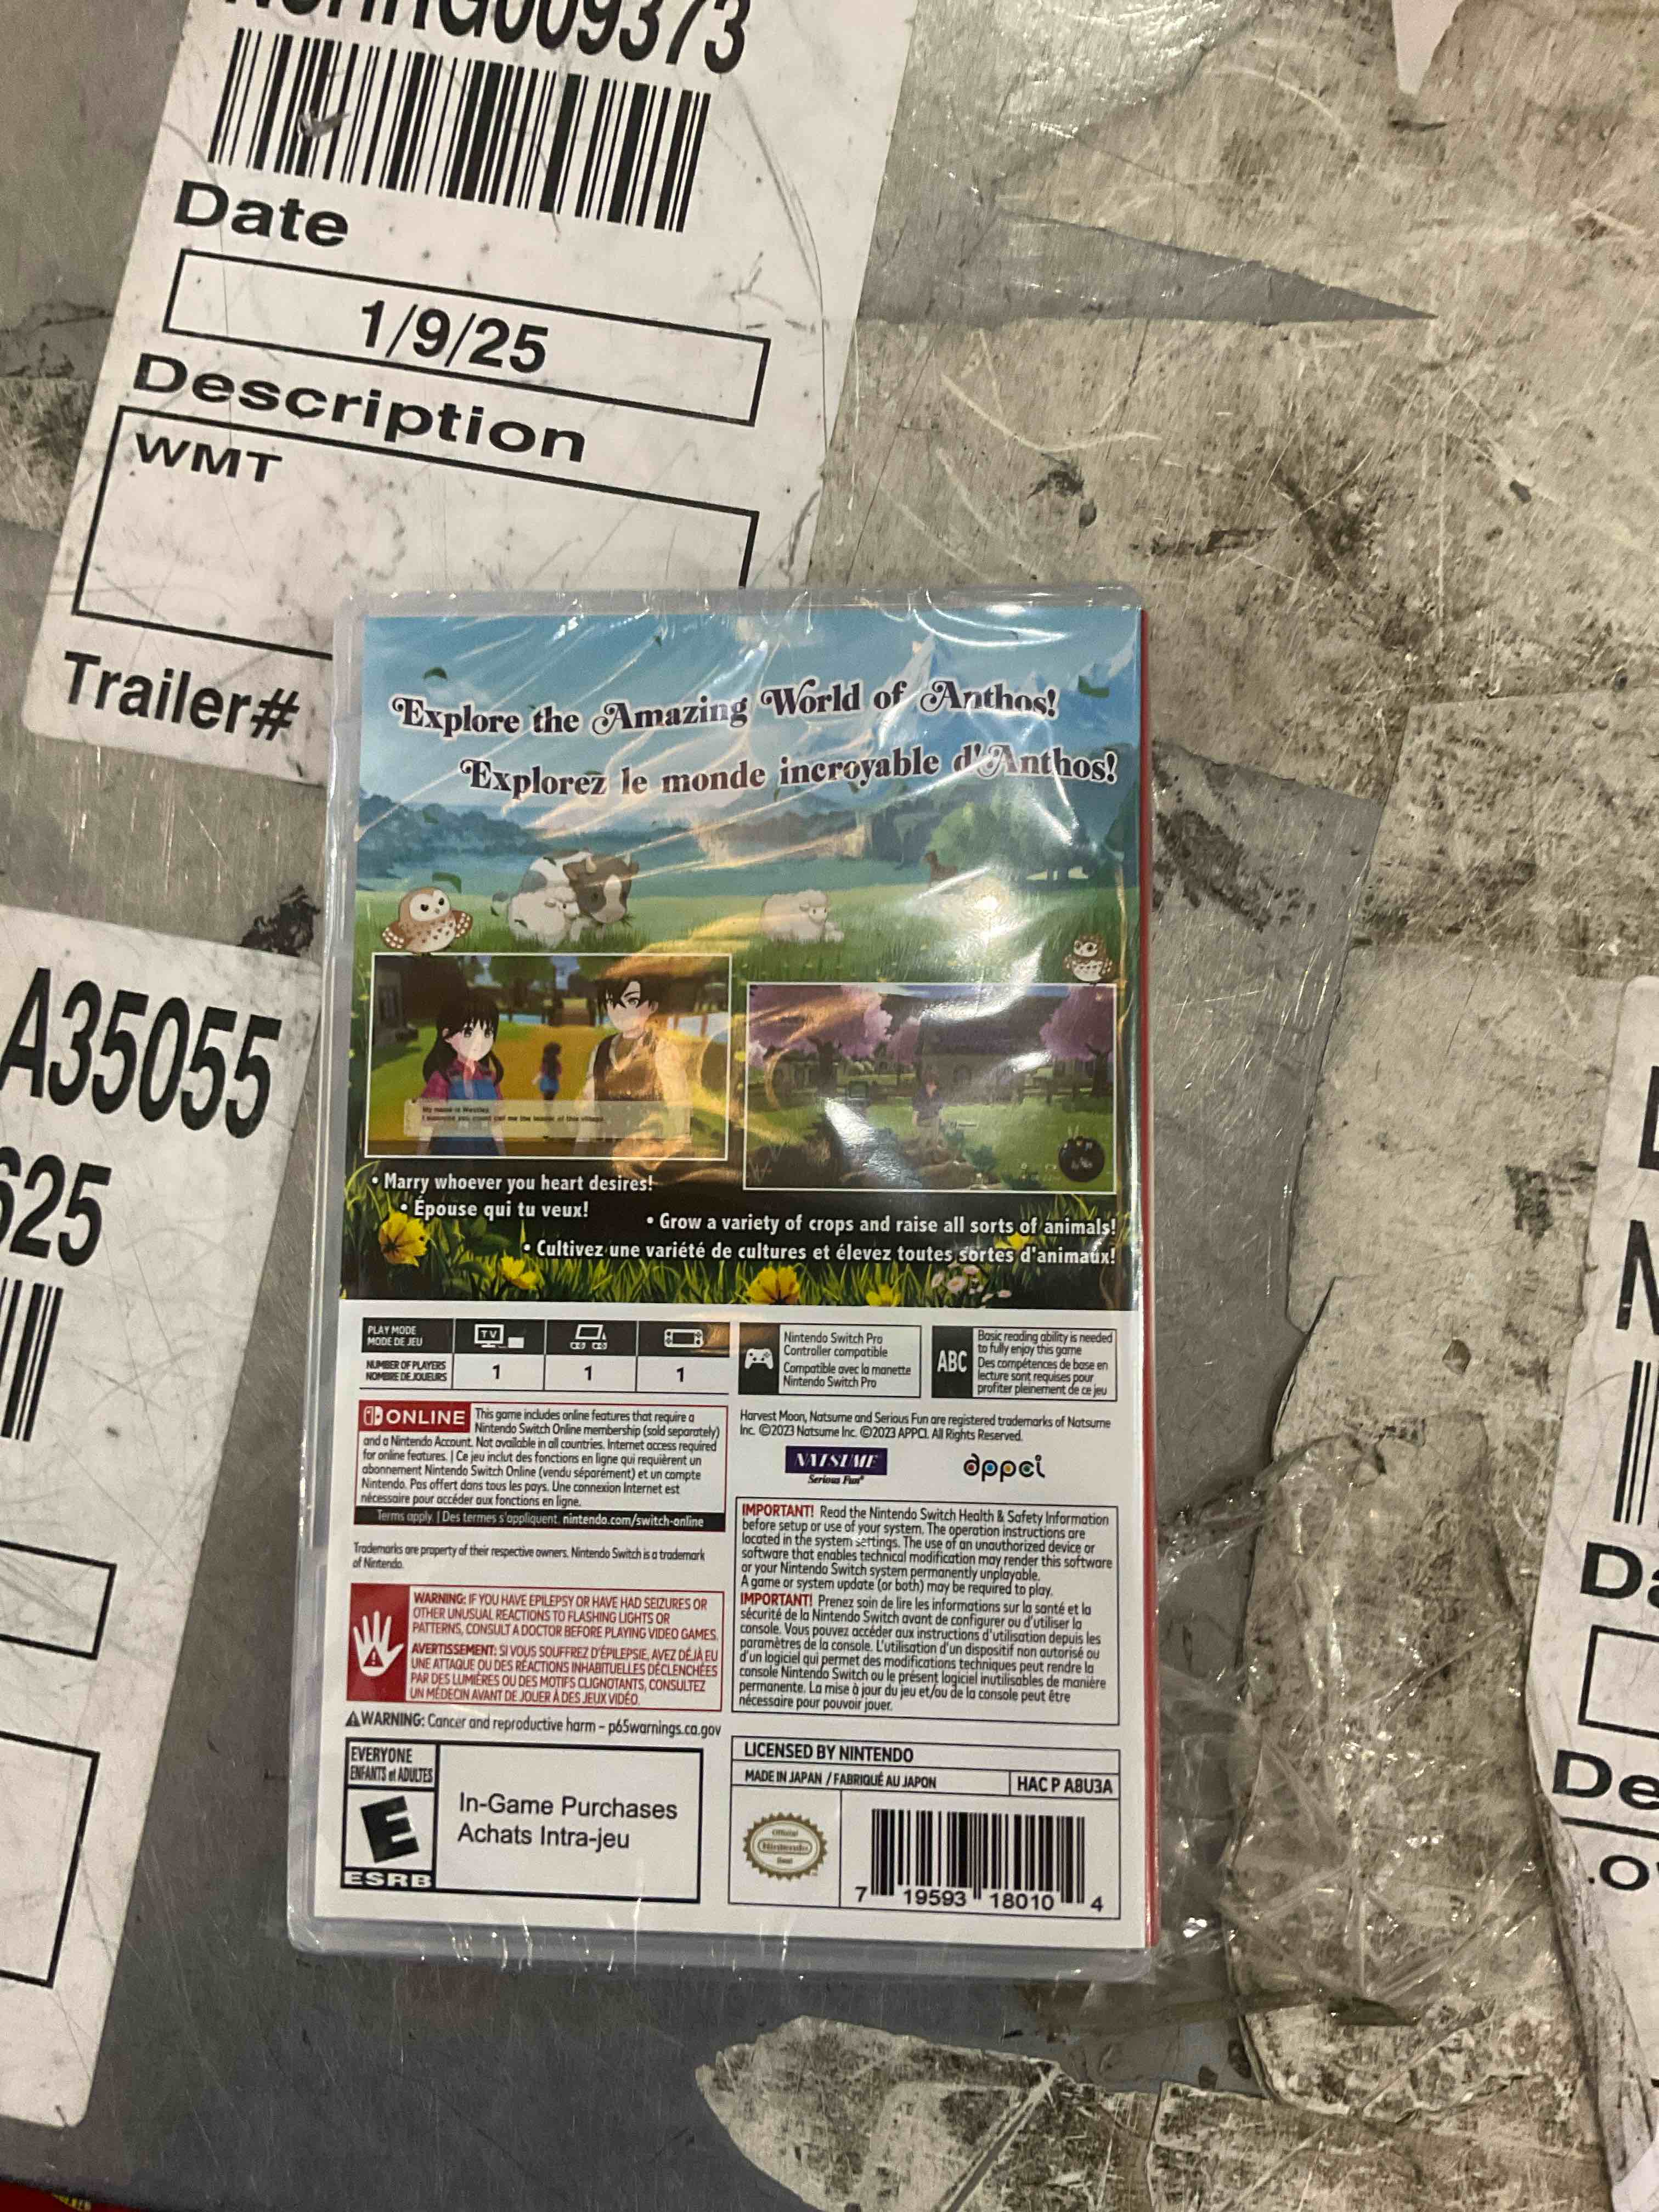 009373
Date
1/9/25
Description
WMT
Trailer#
A35055
625
Explore the Amazing World of Anthos!
Explorez le monde incroyable d'Anthos!
My name is
• Marry whoever you heart desires!
• Épouse qui tu veux!
• Grow a variety of crops and raise all sorts of animals!
• Cultivez une variété de cultures et élevez toutes sortes d'animaux!
PLAY MODE
MODE DE JEU
TV
NUMBER OF PLAYERS
NOMBRE DE JOUEURS
1
1
1
Nintendo Switch Pro
Controller compatible
Compatible avec la manette
Nintendo Switch Pro
ABC
Basic reading ability is needed
to fully enjoy this game
Des compétences de base en
lecture sont requises pour
profiter pleinement de ce jeu
ONLINE
This game includes online features that require a
Nintendo Switch Online membership (sold separately)
and a Nintendo Account. Not available in all countries. Internet access required
for online features. | Ce jeu inclut des fonctions en ligne qui requièrent un
abonnement Nintendo Switch Online (vendu séparément) et un compte
Nintendo. Pas offert dans tous les pays. Une connexion Internet est
nécessaire pour accéder aux fonctions en ligne.
Terms apply. | Des termes s'appliquent. nintendo.com/switch-online
Trademarks are property of their respective owners. Nintendo Switch is a trademark
of Nintendo.
Harvest Moon, Natsume and Serious Fun are registered trademarks of Natsume
Inc. ©2023 Natsume Inc. ©2023 APPCI. All Rights Reserved.
NATSUME
Serious Fun®
appci
IMPORTANT! Read the Nintendo Switch Health & Safety Information
before setup or use of your system. The operation instructions are
located in the system settings. The use of an unauthorized device or
software that enables technical modification may render this software
or your Nintendo Switch system permanently unplayable.
A game or system update (or both) may be required to play.
IMPORTANT! Prenez soin de lire les informations sur la santé et la
sécurité de la Nintendo Switch avant de configurer ou d'utiliser la
console. Vous pouvez accéder aux instructions d'utilisation depuis les
paramètres de la console. L'utilisation d'un dispositif non autorisé ou
d'un logiciel qui permet des modifications techniques peut rendre la
console Nintendo Switch ou le présent logiciel inutilisables de manière
permanente. La mise à jour du jeu et/ou de la console peut être
nécessaire pour pouvoir jouer.
WARNING: IF YOU HAVE EPILEPSY OR HAVE HAD SEIZURES OR
OTHER UNUSUAL REACTIONS TO FLASHING LIGHTS OR
PATTERNS, CONSULT A DOCTOR BEFORE PLAYING VIDEO GAMES.
AVERTISSEMENT: SI VOUS SOUFFREZ D'ÉPILEPSIE, AVEZ DÉJÀ EU
UNE ATTAQUE OU DES RÉACTIONS INHABITUELLES DÉCLENCHÉES
PAR DES LUMIÈRES OU DES MOTIFS CLIGNOTANTS, CONSULTEZ
UN MÉDECIN AVANT DE JOUER À DES JEUX VIDÉO.
⚠WARNING: Cancer and reproductive harm – p65warnings.ca.gov
EVERYONE
ENFANTS et ADULTES
E
ESRB
In-Game Purchases
Achats Intra-jeu
LICENSED BY NINTENDO
MADE IN JAPAN / FABRIQUÉ AU JAPON
HAC P A8U3A
Official
Nintendo
Seal
7 19593 18010 4
Da
De